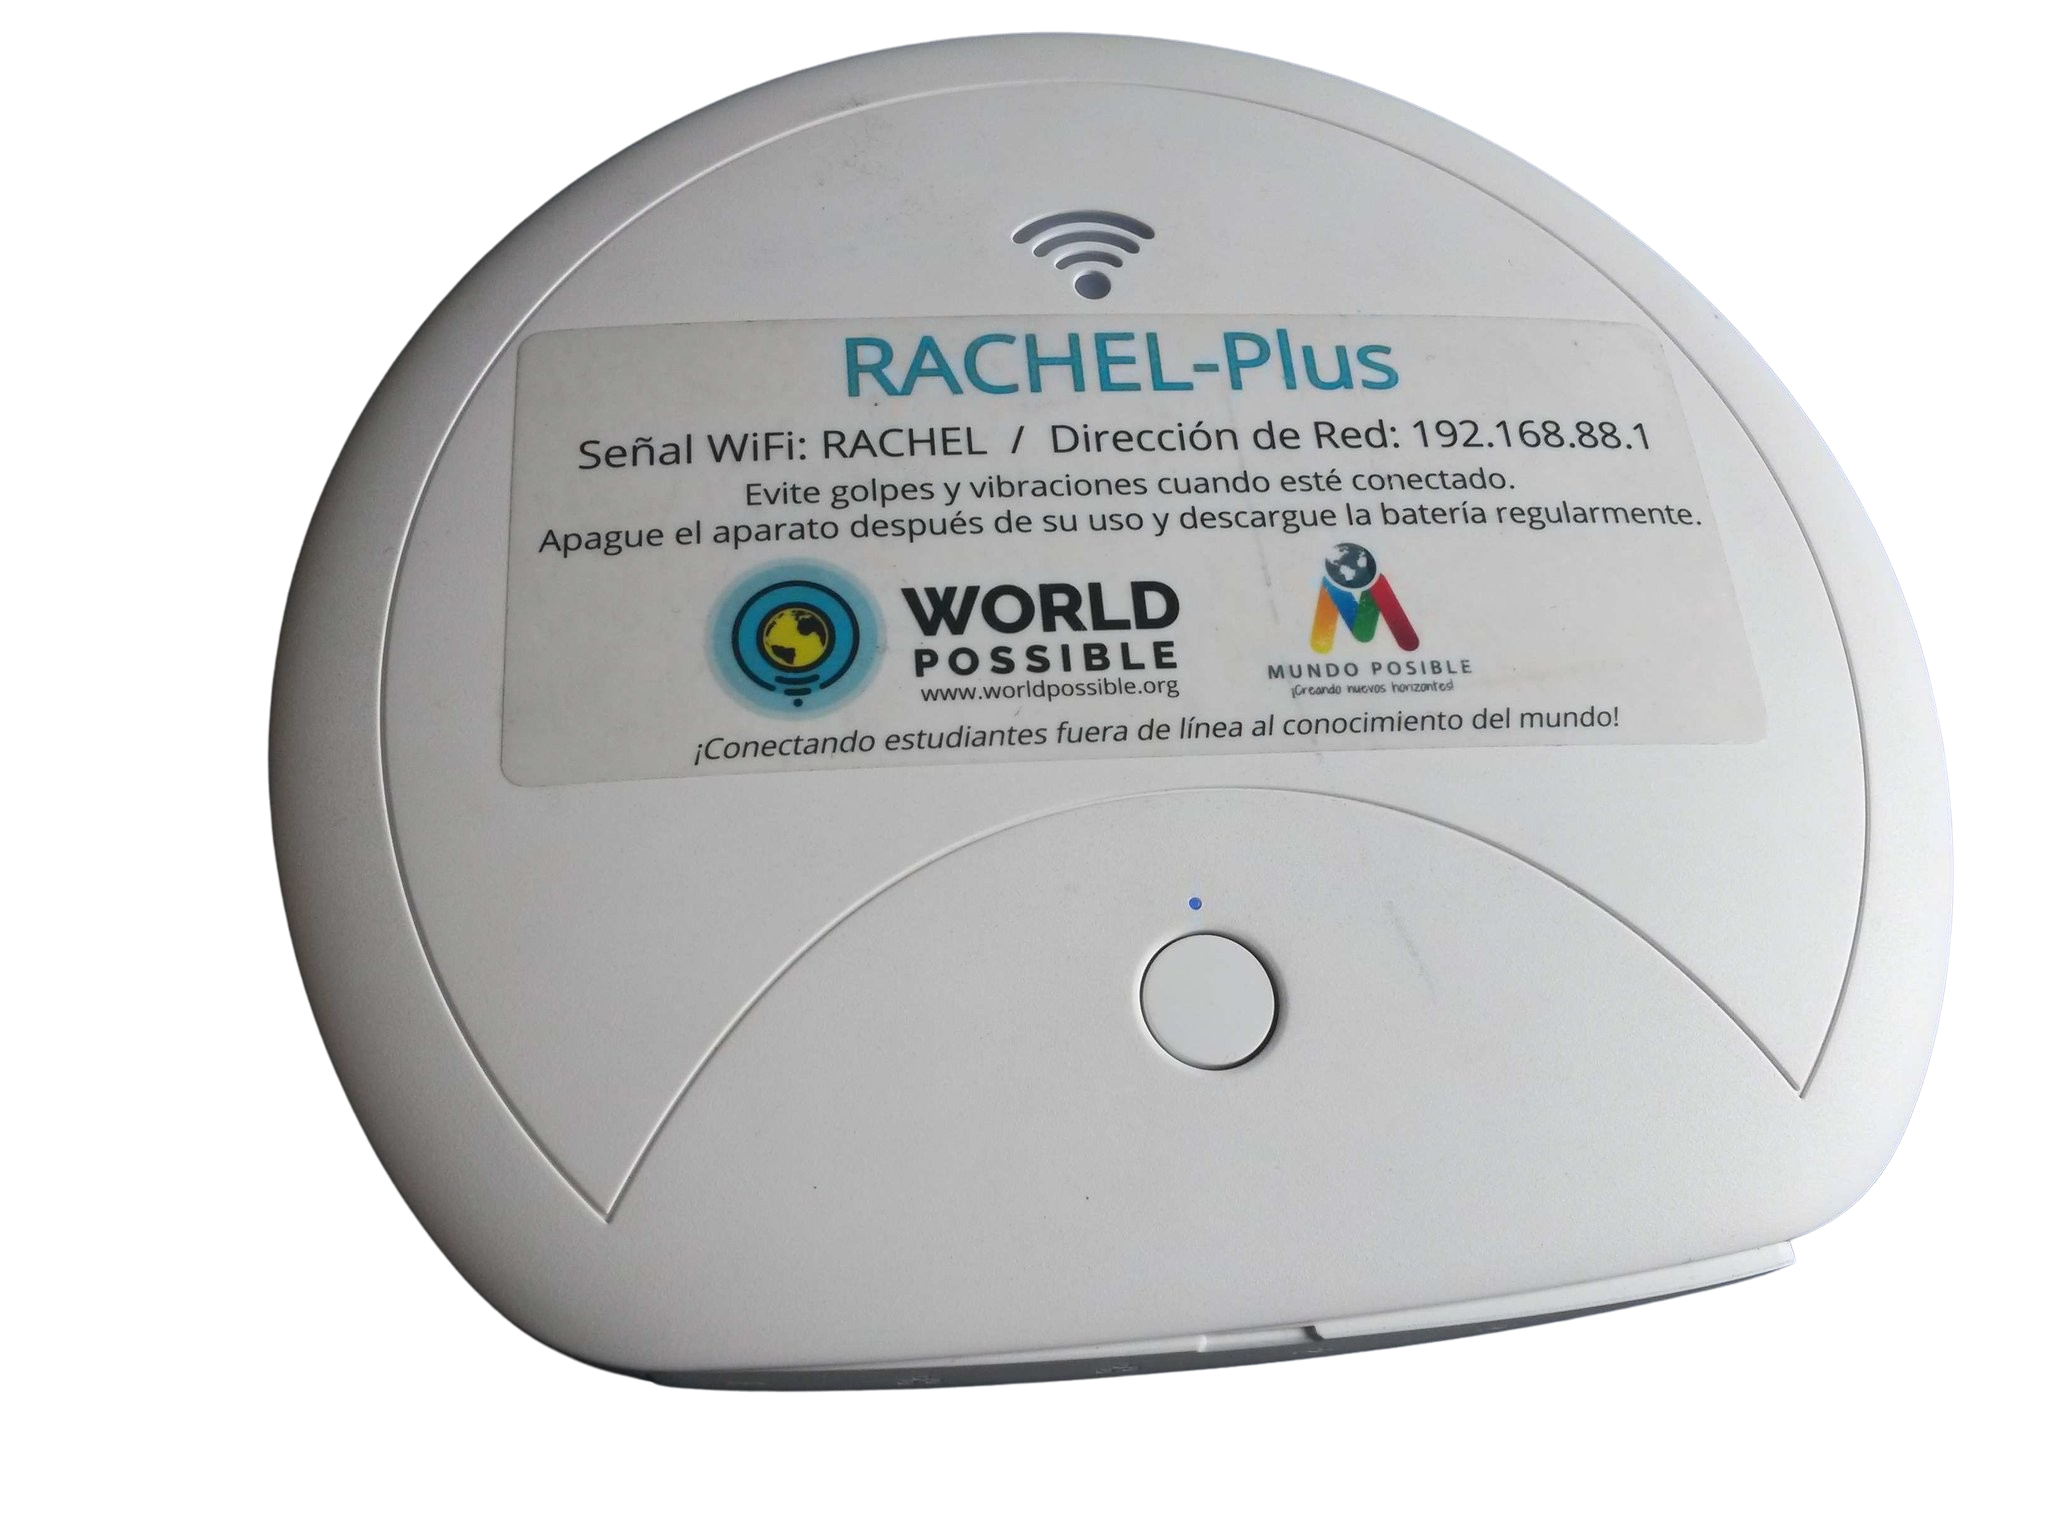 RACHEL-Plus
Señal WiFi: RACHEL / Dirección de Red: 192.168.88.1
Evite golpes y vibraciones cuando esté conectado.
Apague el aparato después de su uso y descargue la batería regularmente.
WORLD
POSSIBLE
www.worldpossible.org
MUNDO POSIBLE
¡Creando nuevos horizontes!
¡Conectando estudiantes fuera de línea al conocimiento del mundo!